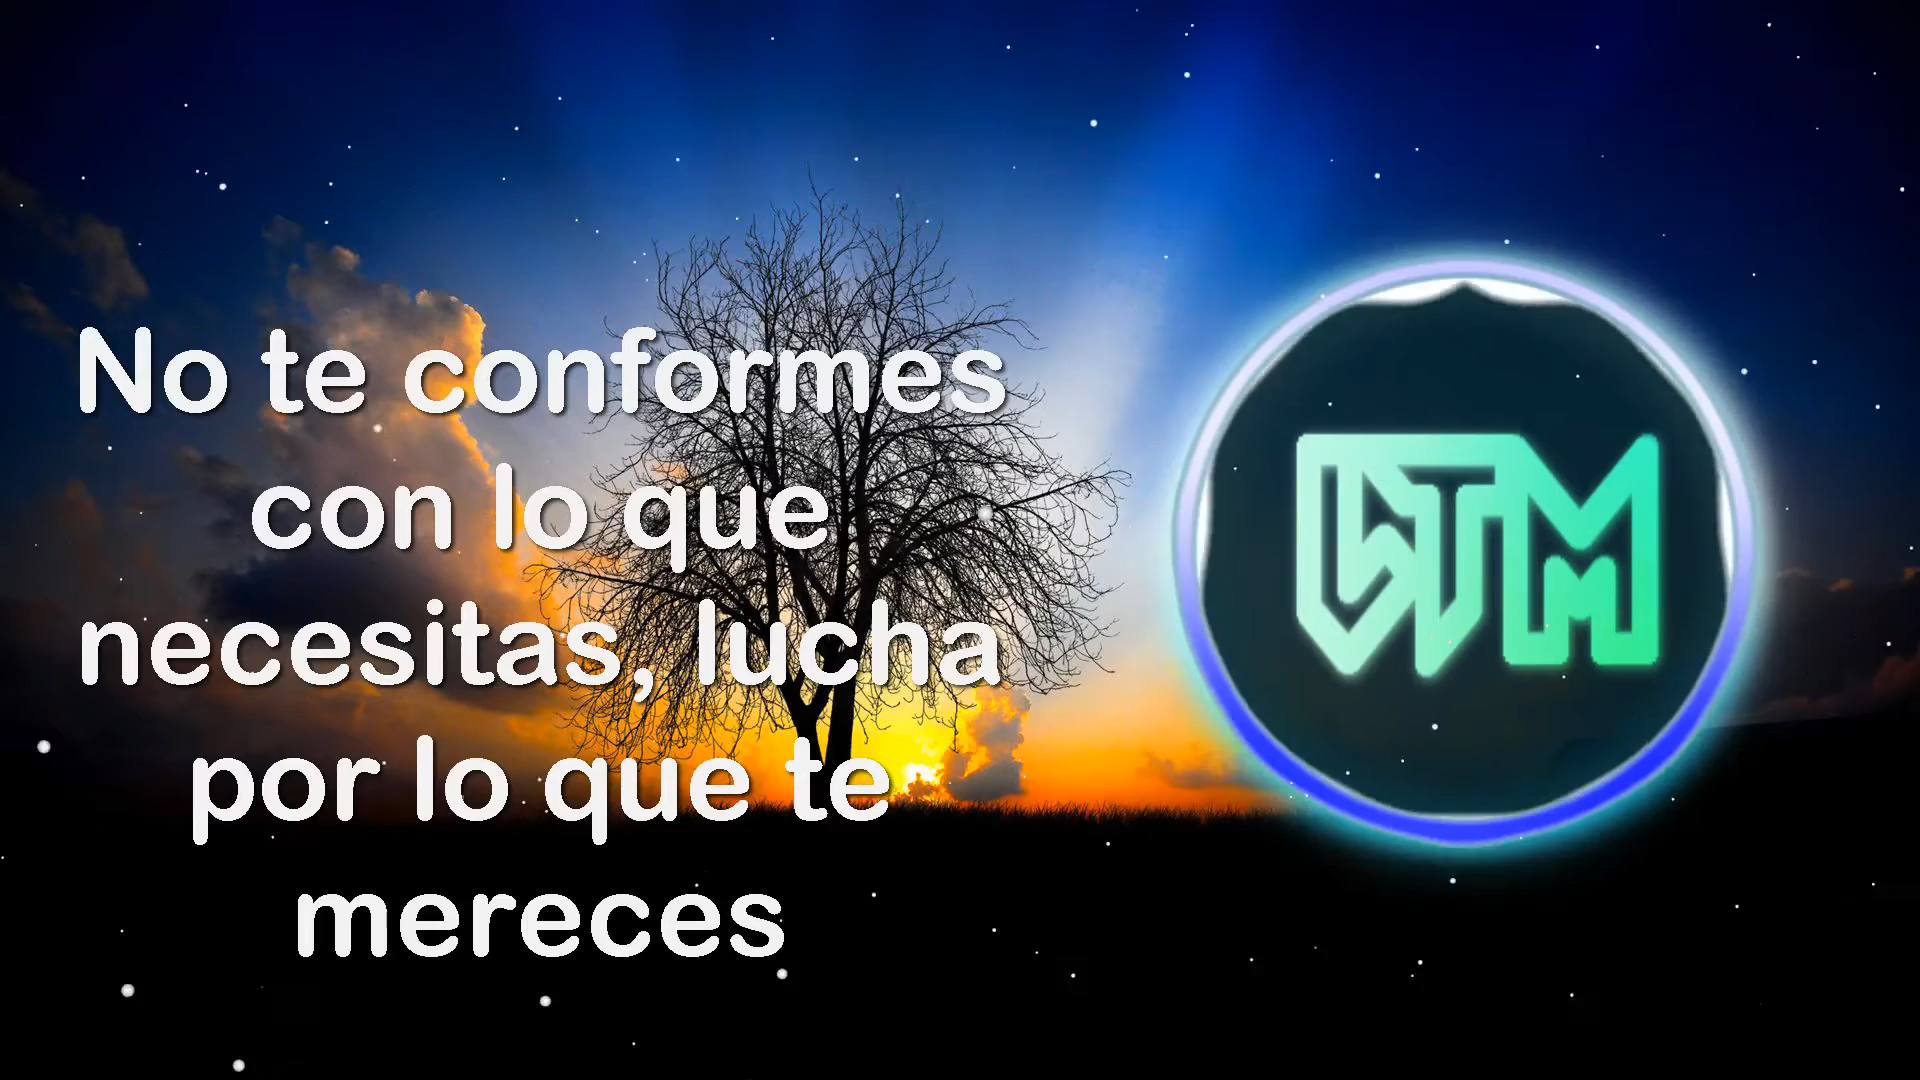 No te conformes
con lo que
necesitas, lucha
por lo que te
mereces